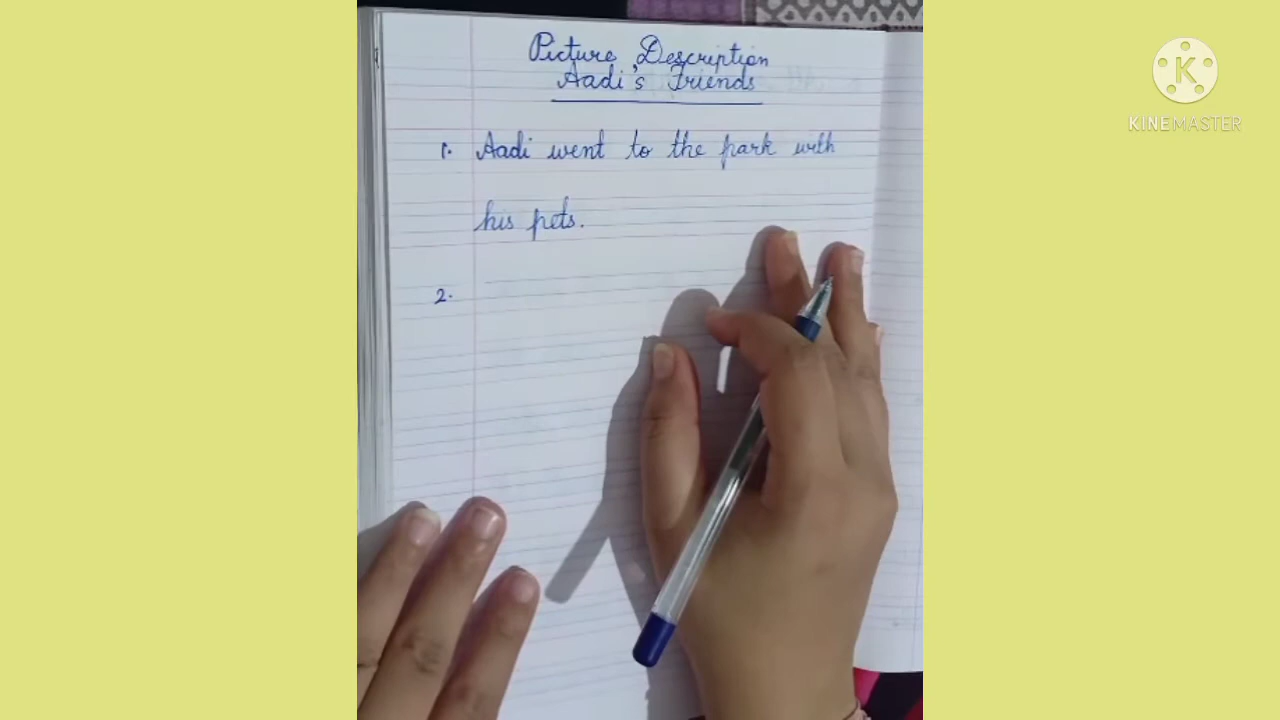 Picture Description
Aadi's Friends
1. Aadi went to the park with
his pets.
2.
K
KINEMASTER